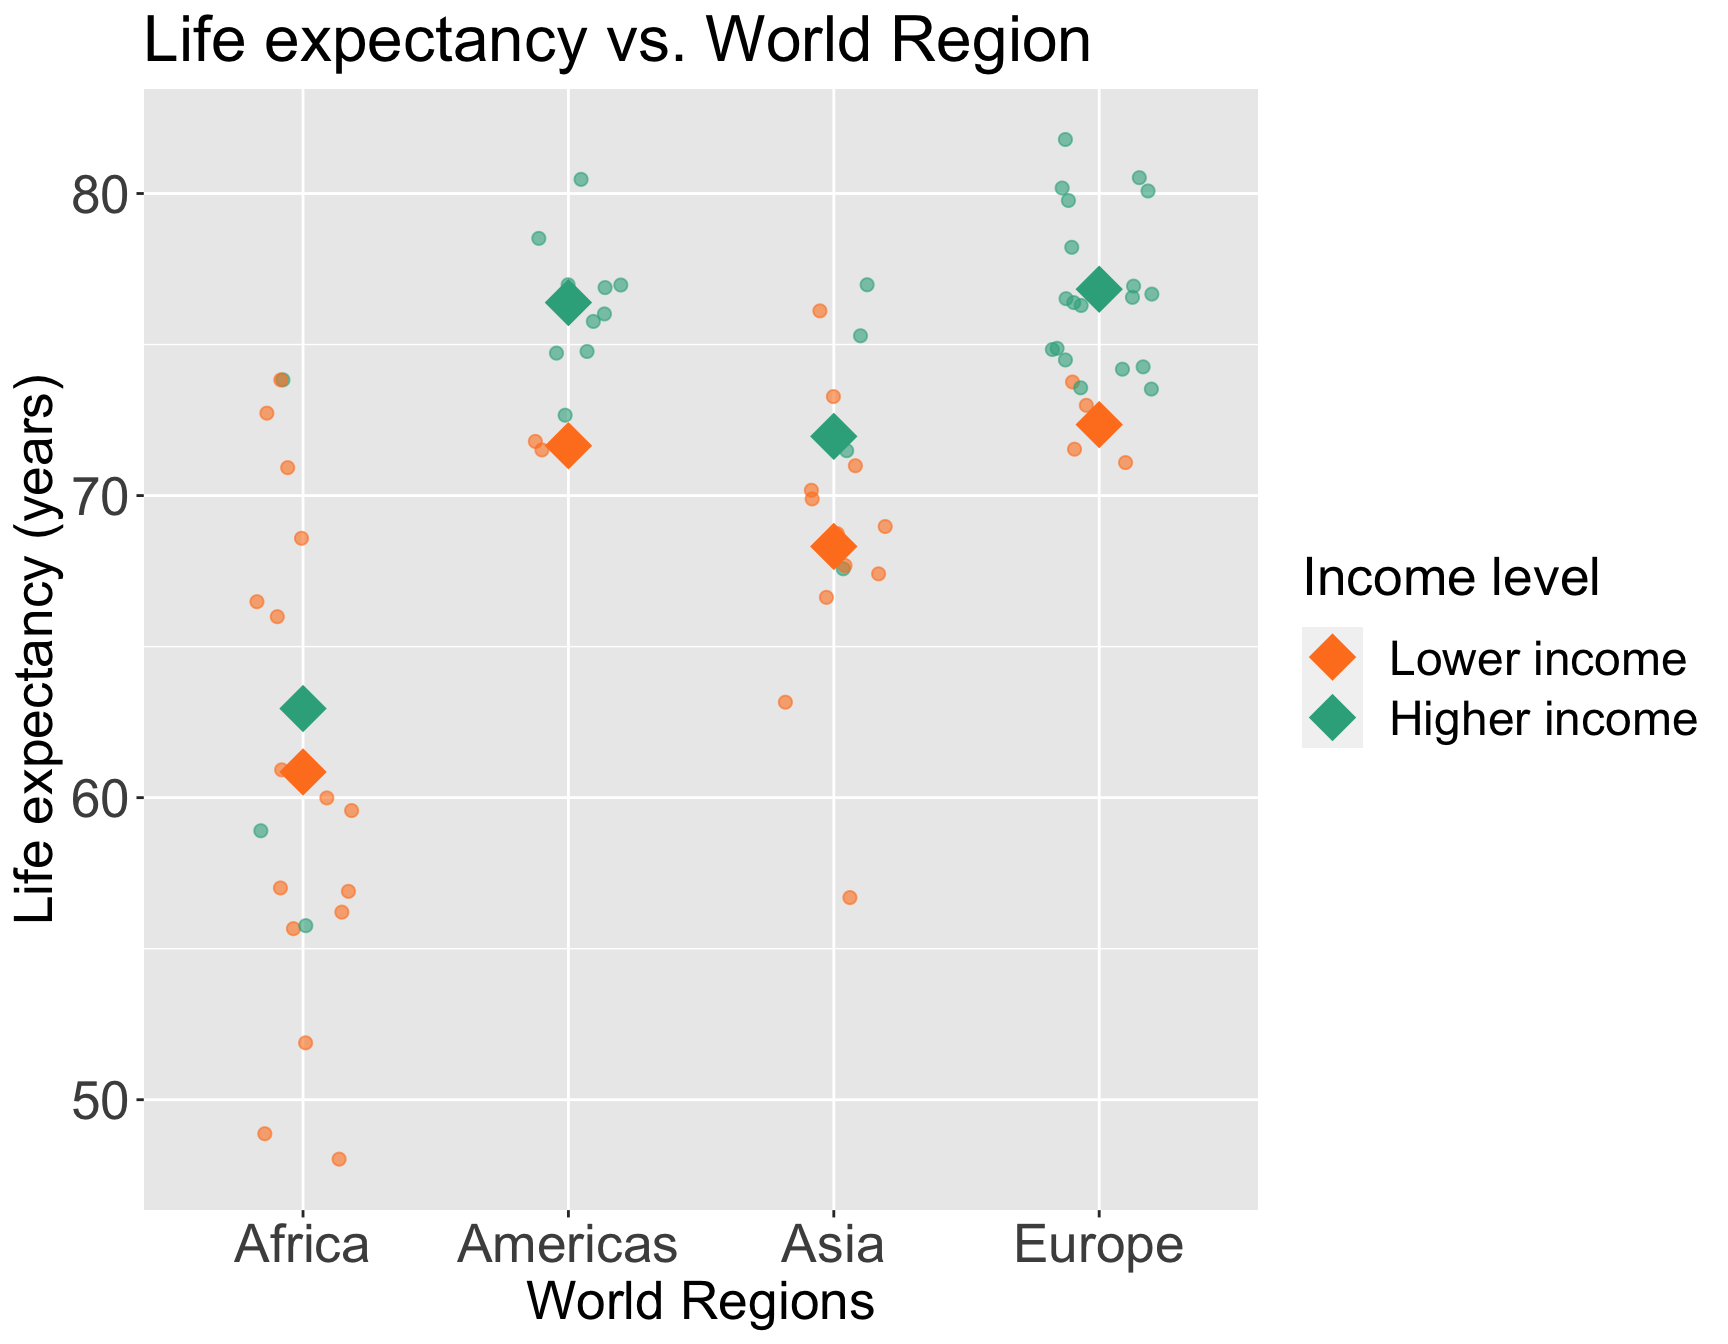 Life expectancy vs. World Region
Life expectancy (years)
80
70
60
50
Africa
Americas
Asia
Europe
World Regions
Income level
Lower income
Higher income